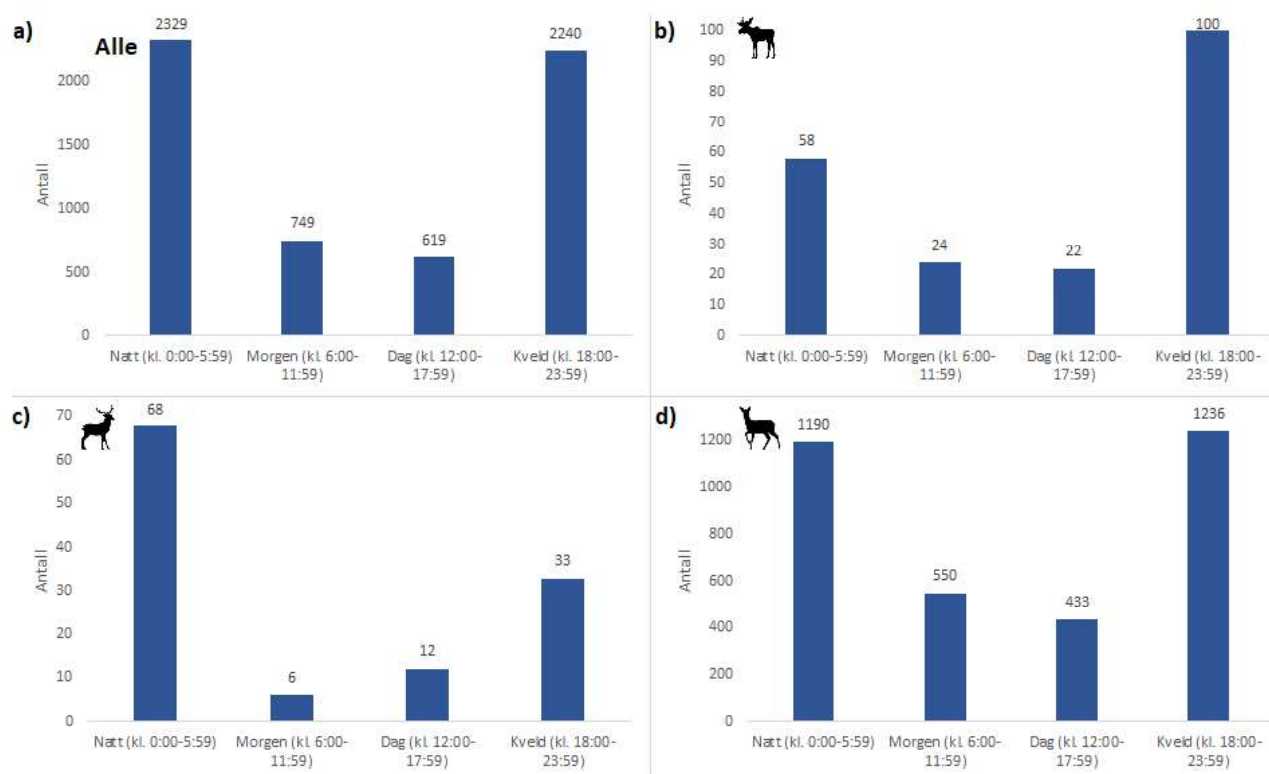 a)
Alle
Antall
2000
1500
1000
500
0
2329
749
619
2240
Natt (kl. 0:00-5:59)
Morgen (kl. 6:00-
11:59)
Dag (kl. 12:00-
17:59)
Kveld (kl. 18:00-
23:59)
b)
Antall
100
90
80
70
60
50
40
30
20
10
0
58
24
22
100
Natt (kl. 0:00-5:59)
Morgen (kl. 6:00-
11:59)
Dag (kl. 12:00-
17:59)
Kveld (kl. 18:00-
23:59)
c)
Antall
70
60
50
40
30
20
10
0
68
6
12
33
Natt (kl. 0:00-5:59)
Morgen (kl. 6:00-
11:59)
Dag (kl. 12:00-
17:59)
Kveld (kl. 18:00-
23:59)
d)
Antall
1200
1000
800
600
400
200
0
1190
550
433
1236
Natt (kl. 0:00-5:59)
Morgen (kl. 6:00-
11:59)
Dag (kl. 12:00-
17:59)
Kveld (kl. 18:00-
23:59)